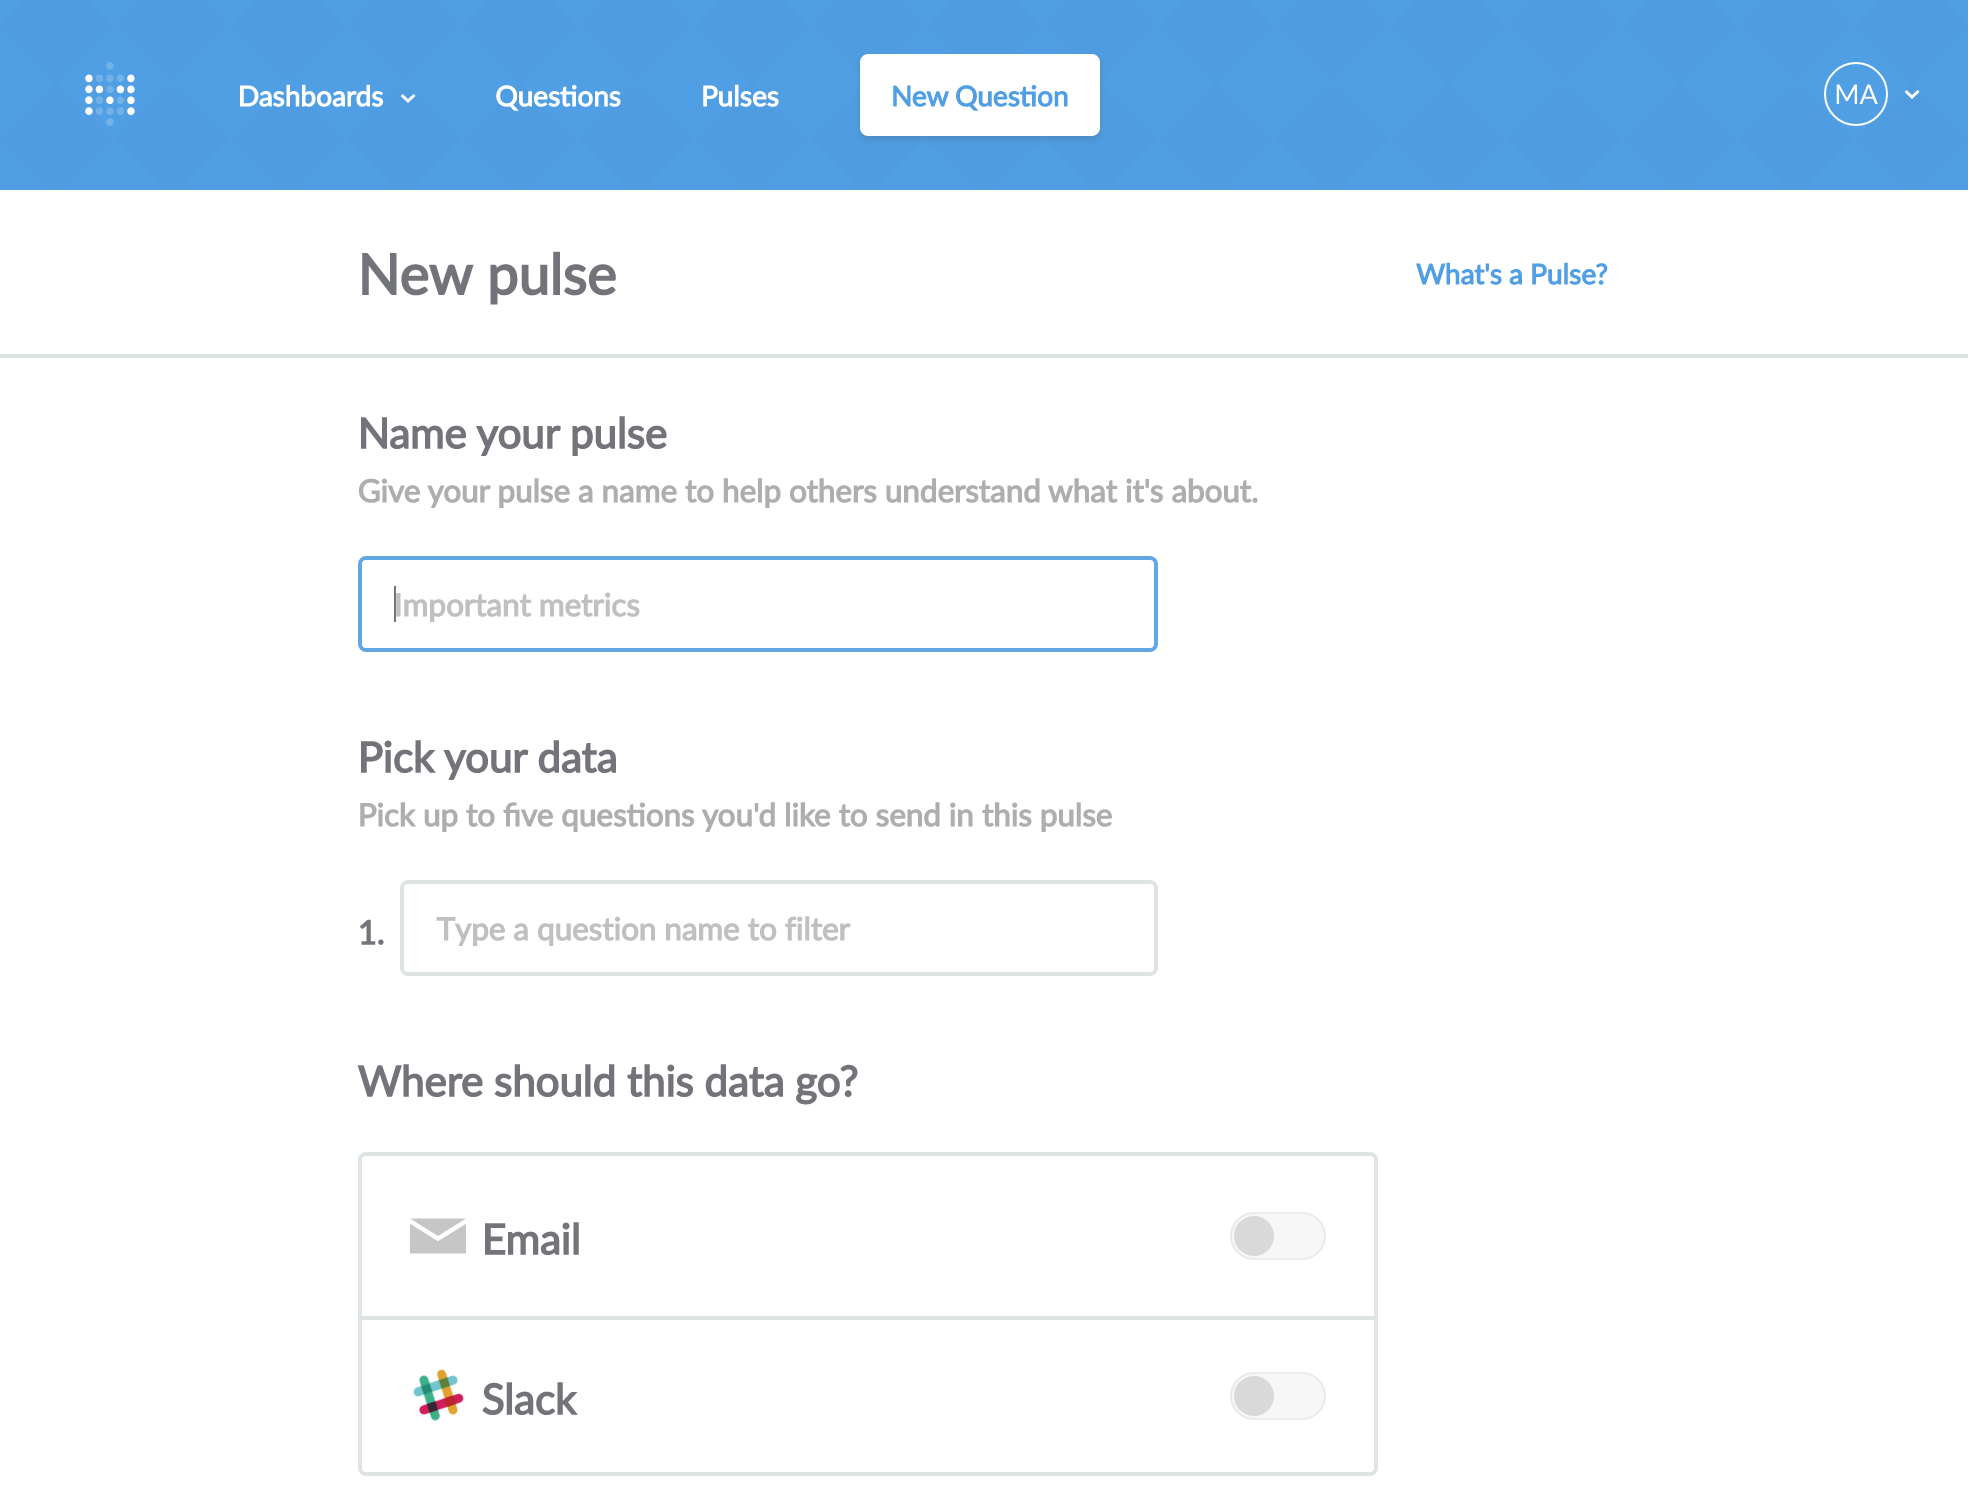 Dashboards Questions Pulses New Question MA
New pulse What's a Pulse?
Name your pulse
Give your pulse a name to help others understand what it's about.
Important metrics
Pick your data
Pick up to five questions you'd like to send in this pulse
1. Type a question name to filter
Where should this data go?
Email
Slack